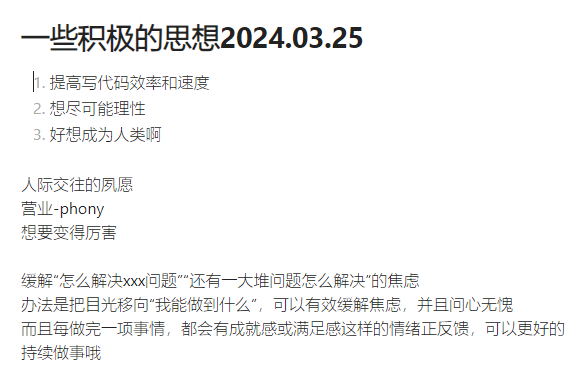 一些积极的思想2024.03.25
1. 提高写代码效率和速度
2. 想尽可能理性
3. 好想成为人类啊
人际交往的夙愿
营业-phony
想要变得厉害
缓解“怎么解决xxx问题”“还有一大堆问题怎么解决”的焦虑
办法是把目光移向“我能做到什么”，可以有效缓解焦虑，并且问心无愧
而且每做完一项事情，都会有成就感或满足感这样的情绪正反馈，可以更好的
持续做事哦